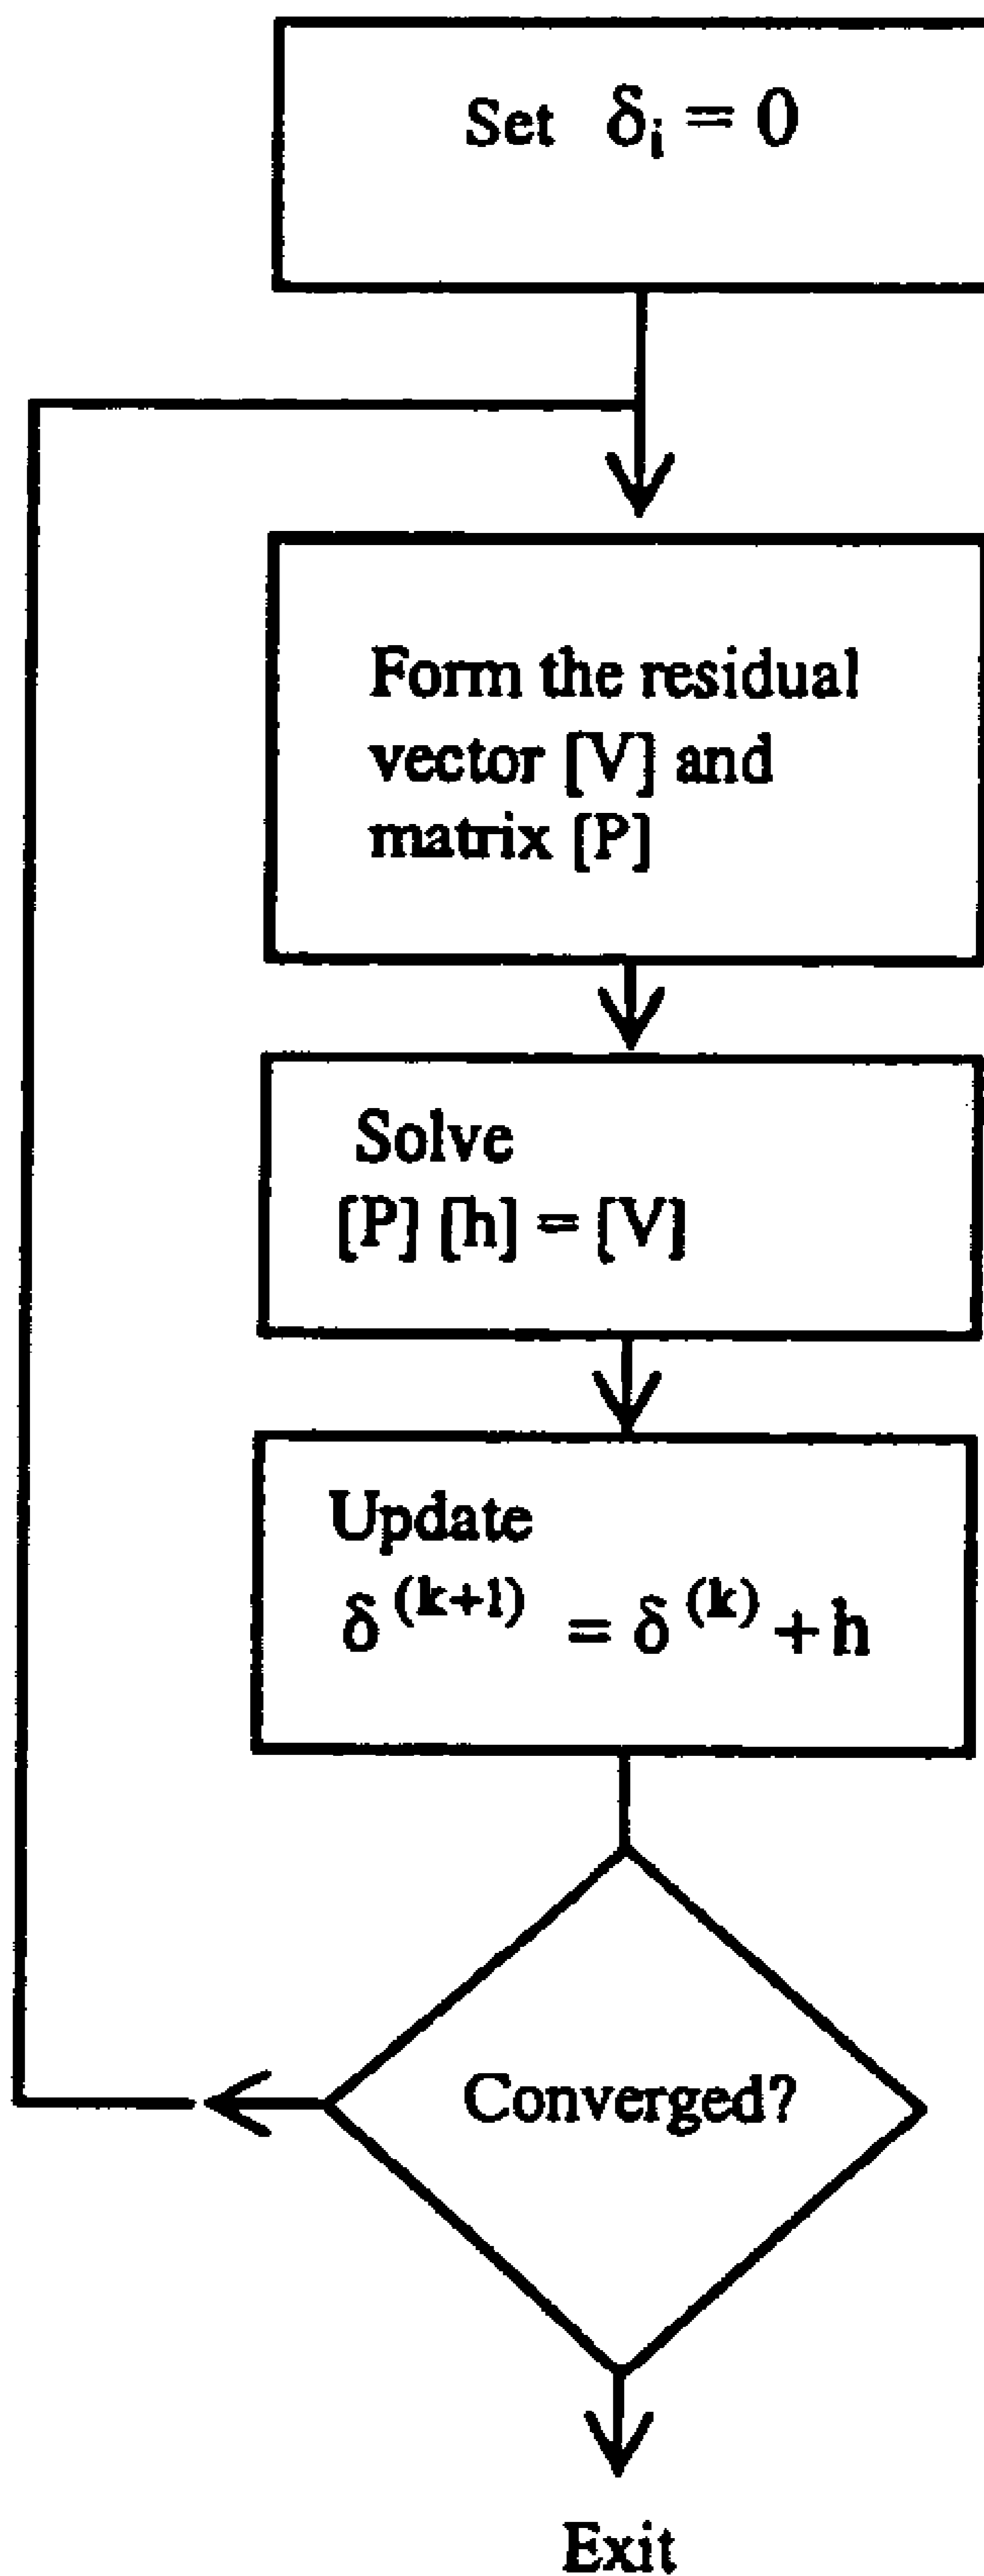 Set δᵢ = 0
Form the residual
vector [V] and
matrix [P]
Solve
[P] [h] = [V]
Update
δ ⁽ᵏ⁺¹⁾ = δ ⁽ᵏ⁾ + h
Converged?
Exit